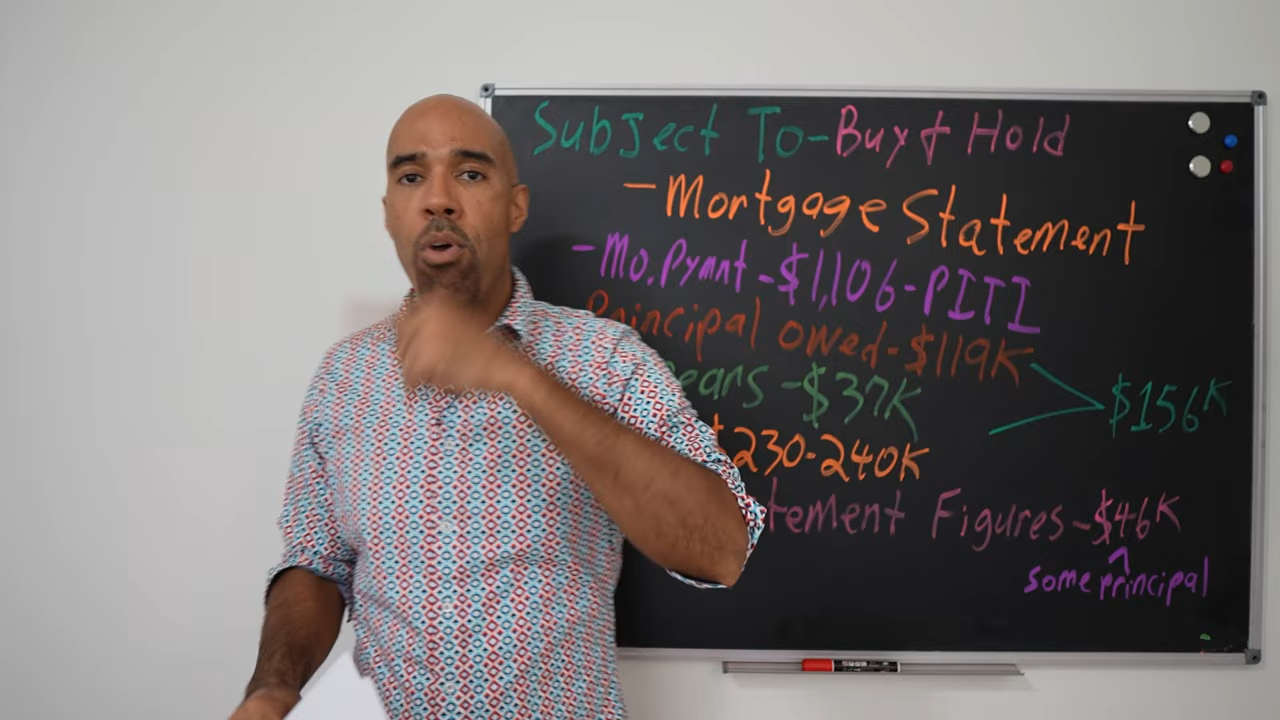 Subject To-Buy & Hold
- Mortgage Statement
- Mo. Pymnt - $1,106 - PITI
Principal owed - $119K
ears - $37K
$156K
$230-240K
tement Figures - $46K
^
some principal